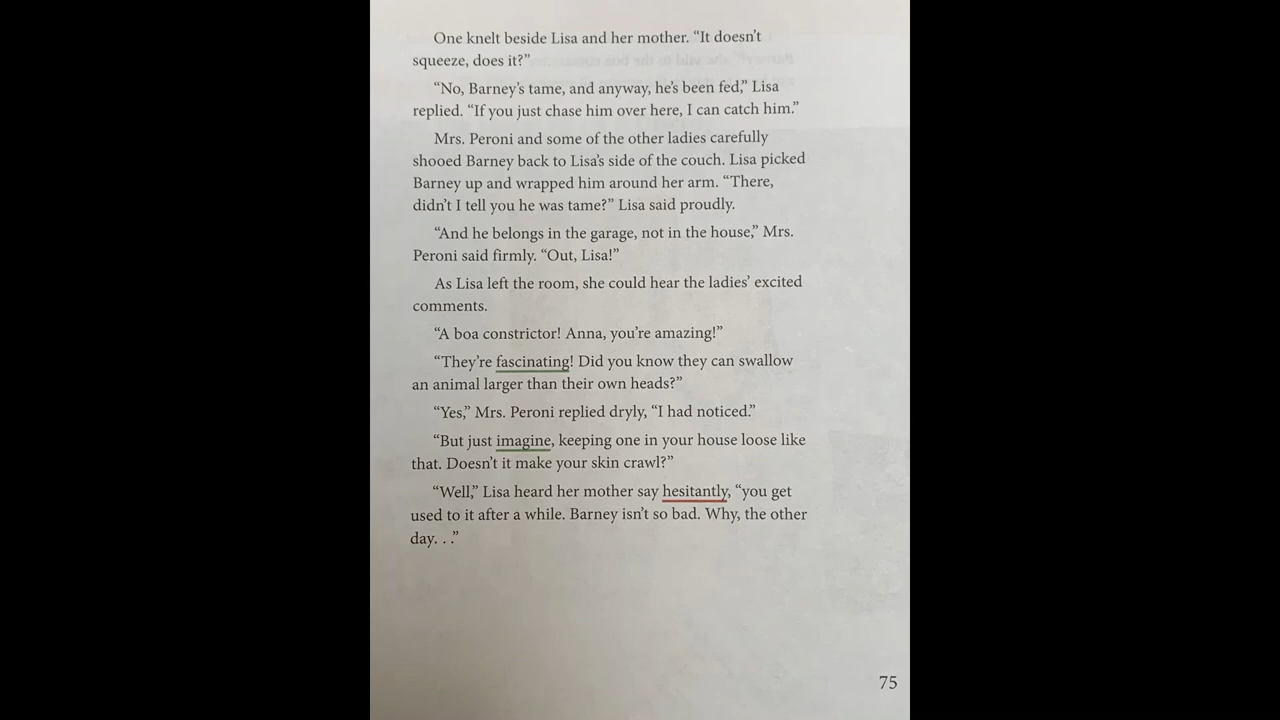 One knelt beside Lisa and her mother. “It doesn’t
squeeze, does it?”
“No, Barney’s tame, and anyway, he’s been fed,” Lisa
replied. “If you just chase him over here, I can catch him.”
Mrs. Peroni and some of the other ladies carefully
shooed Barney back to Lisa’s side of the couch. Lisa picked
Barney up and wrapped him around her arm. “There,
didn’t I tell you he was tame?” Lisa said proudly.
“And he belongs in the garage, not in the house,” Mrs.
Peroni said firmly. “Out, Lisa!”
As Lisa left the room, she could hear the ladies’ excited
comments.
“A boa constrictor! Anna, you’re amazing!”
“They’re fascinating! Did you know they can swallow
an animal larger than their own heads?”
“Yes,” Mrs. Peroni replied dryly, “I had noticed.”
“But just imagine, keeping one in your house loose like
that. Doesn’t it make your skin crawl?”
“Well,” Lisa heard her mother say hesitantly, “you get
used to it after a while. Barney isn’t so bad. Why, the other
day. . .”
75